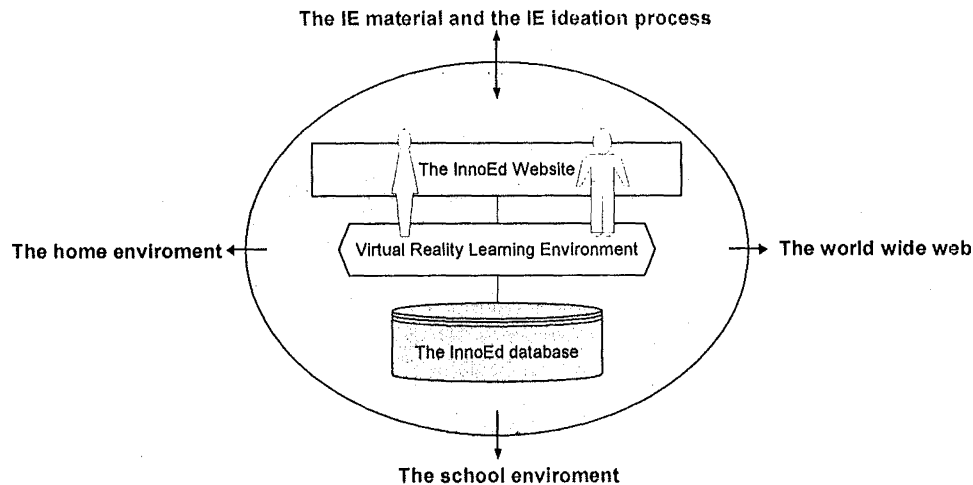 The IE material and the IE ideation process
The InnoEd Website
The home enviroment
Virtual Reality Learning Environment
The world wide web
The InnoEd database
The school enviroment